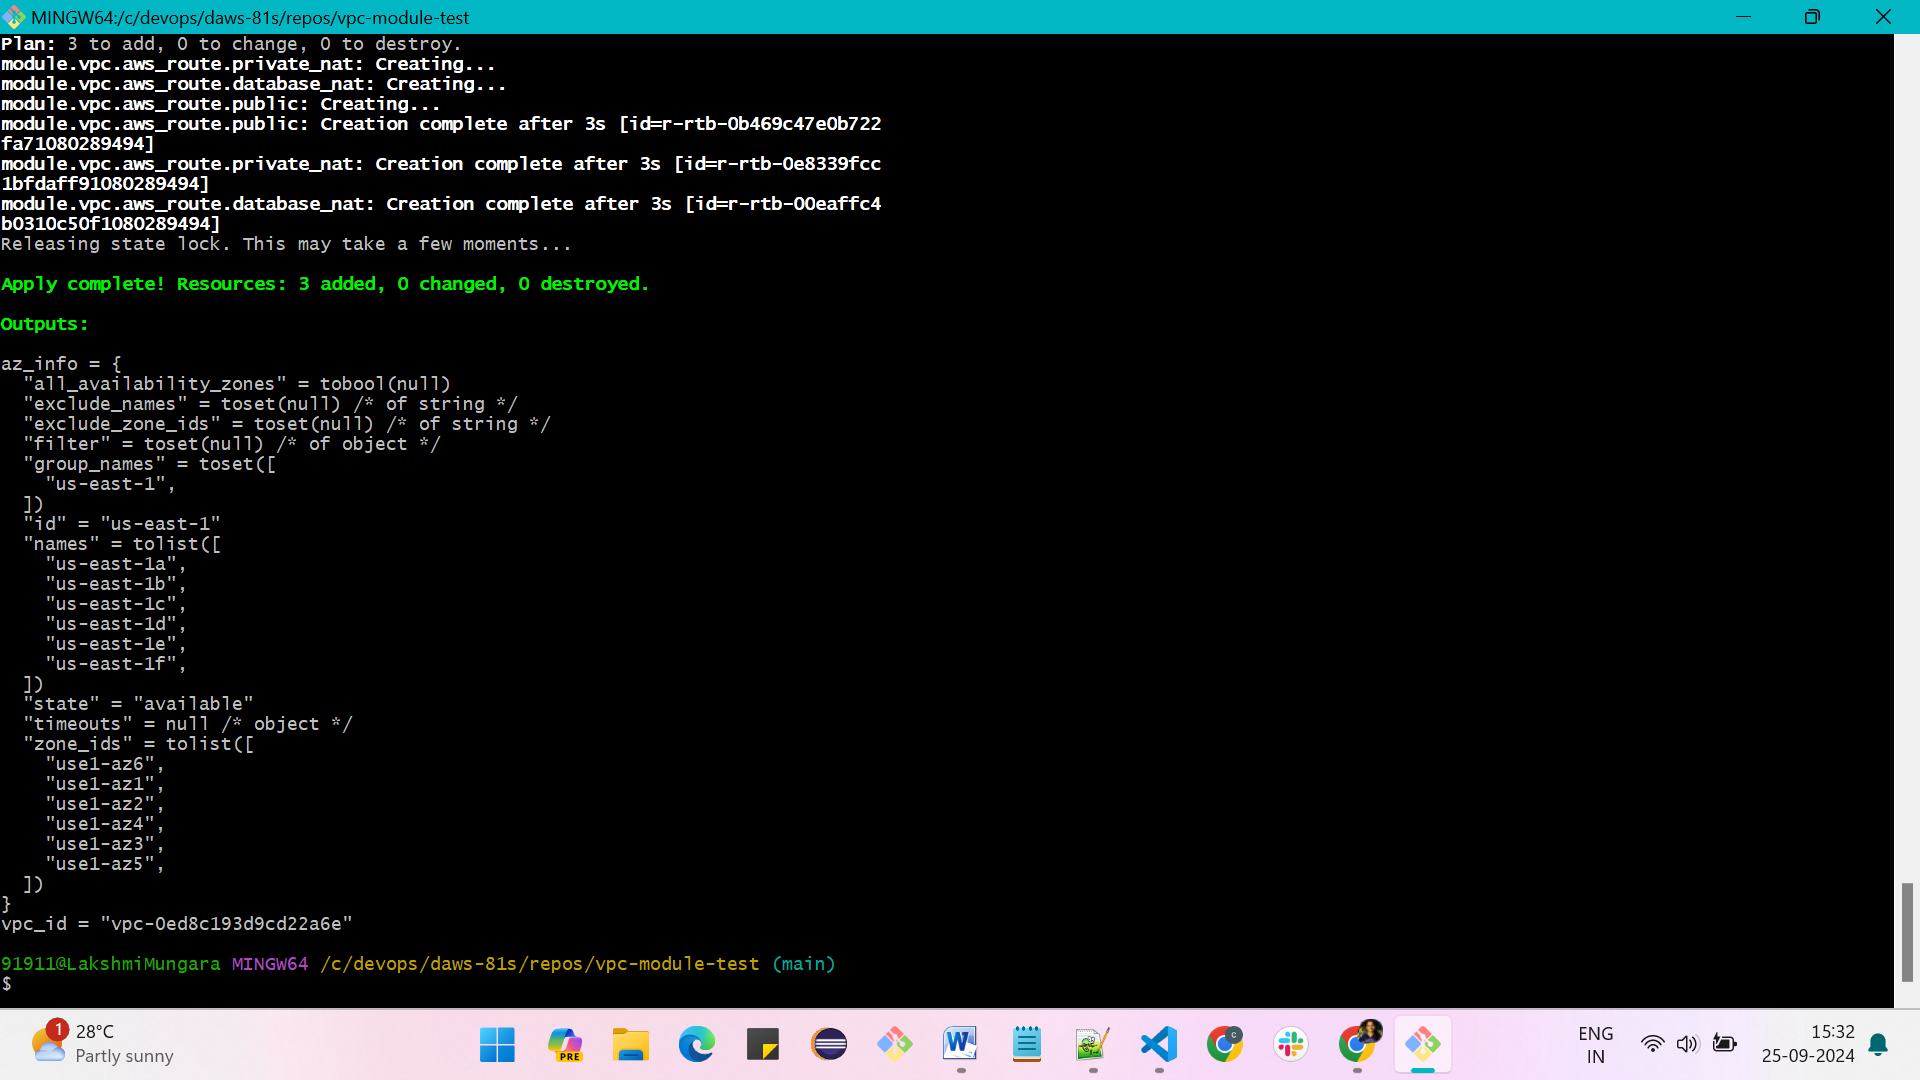 MINGW64:/c/devops/daws-81s/repos/vpc-module-test
Plan: 3 to add, 0 to change, 0 to destroy.
module.vpc.aws_route.private_nat: Creating...
module.vpc.aws_route.database_nat: Creating...
module.vpc.aws_route.public: Creating...
module.vpc.aws_route.public: Creation complete after 3s [id=r-rtb-0b469c47e0b722
fa71080289494]
module.vpc.aws_route.private_nat: Creation complete after 3s [id=r-rtb-0e8339fcc
1bfdaff91080289494]
module.vpc.aws_route.database_nat: Creation complete after 3s [id=r-rtb-00eaffc4
b0310c50f1080289494]
Releasing state lock. This may take a few moments...
Apply complete! Resources: 3 added, 0 changed, 0 destroyed.
Outputs:
az_info = {
  "all_availability_zones" = tobool(null)
  "exclude_names" = toset(null) /* of string */
  "exclude_zone_ids" = toset(null) /* of string */
  "filter" = toset(null) /* of object */
  "group_names" = toset([
    "us-east-1",
  ])
  "id" = "us-east-1"
  "names" = tolist([
    "us-east-1a",
    "us-east-1b",
    "us-east-1c",
    "us-east-1d",
    "us-east-1e",
    "us-east-1f",
  ])
  "state" = "available"
  "timeouts" = null /* object */
  "zone_ids" = tolist([
    "use1-az6",
    "use1-az1",
    "use1-az2",
    "use1-az4",
    "use1-az3",
    "use1-az5",
  ])
}
vpc_id = "vpc-0ed8c193d9cd22a6e"
91911@LakshmiMungara MINGW64 /c/devops/daws-81s/repos/vpc-module-test (main)
$
1
28°C
Partly sunny
PRE
W
C
ENG
IN
15:32
25-09-2024